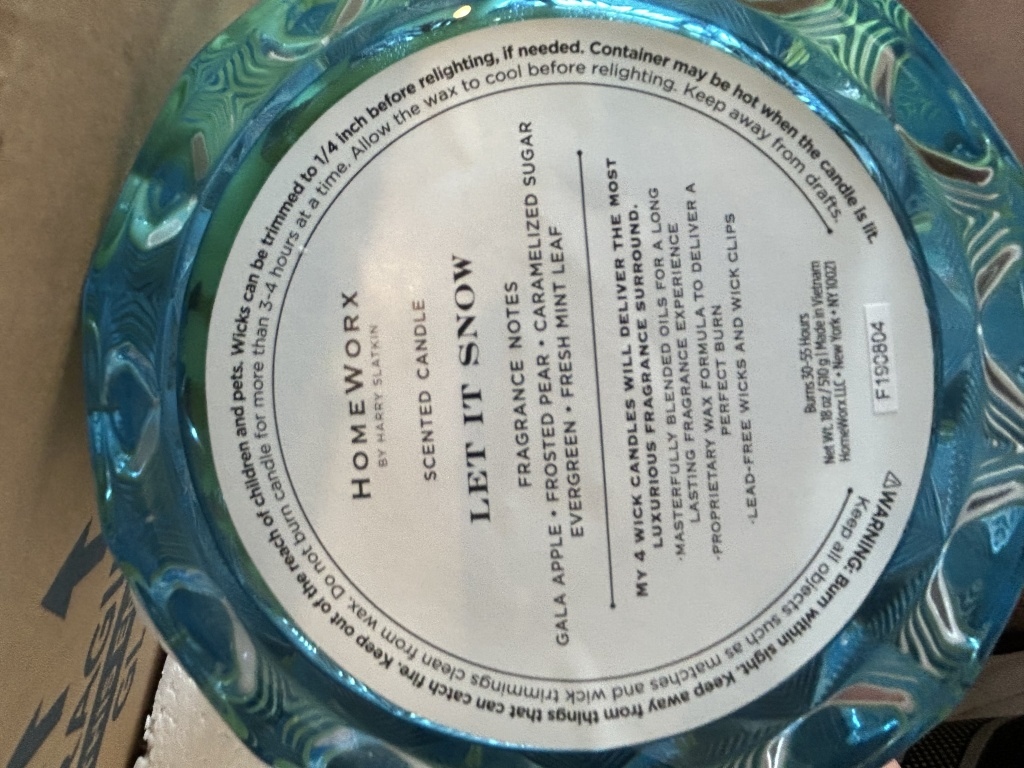 HOMEWORX
BY HARRY SLATKIN
SCENTED CANDLE
LET IT SNOW
FRAGRANCE NOTES
GALA APPLE • FROSTED PEAR • CARAMELIZED SUGAR
EVERGREEN • FRESH MINT LEAF
MY 4 WICK CANDLES WILL DELIVER THE MOST
LUXURIOUS FRAGRANCE SURROUND.
·MASTERFULLY BLENDED OILS FOR A LONG
LASTING FRAGRANCE EXPERIENCE
·PROPRIETARY WAX FORMULA TO DELIVER A
PERFECT BURN
·LEAD-FREE WICKS AND WICK CLIPS
Burns 30-55 Hours
Net Wt. 18 oz / 510 g | Made in Vietnam
HomeWorx LLC • New York • NY 10021
F190804
⚠WARNING: Burn within sight. Keep away from things that can catch fire. Keep out of the reach of children and pets. Wicks can be trimmed to 1/4 inch before relighting, if needed. Container may be hot when the candle is lit.
Keep all objects such as matches and wick trimmings clean from wax. Do not burn candle for more than 3-4 hours at a time. Allow the wax to cool before relighting. Keep away from drafts.